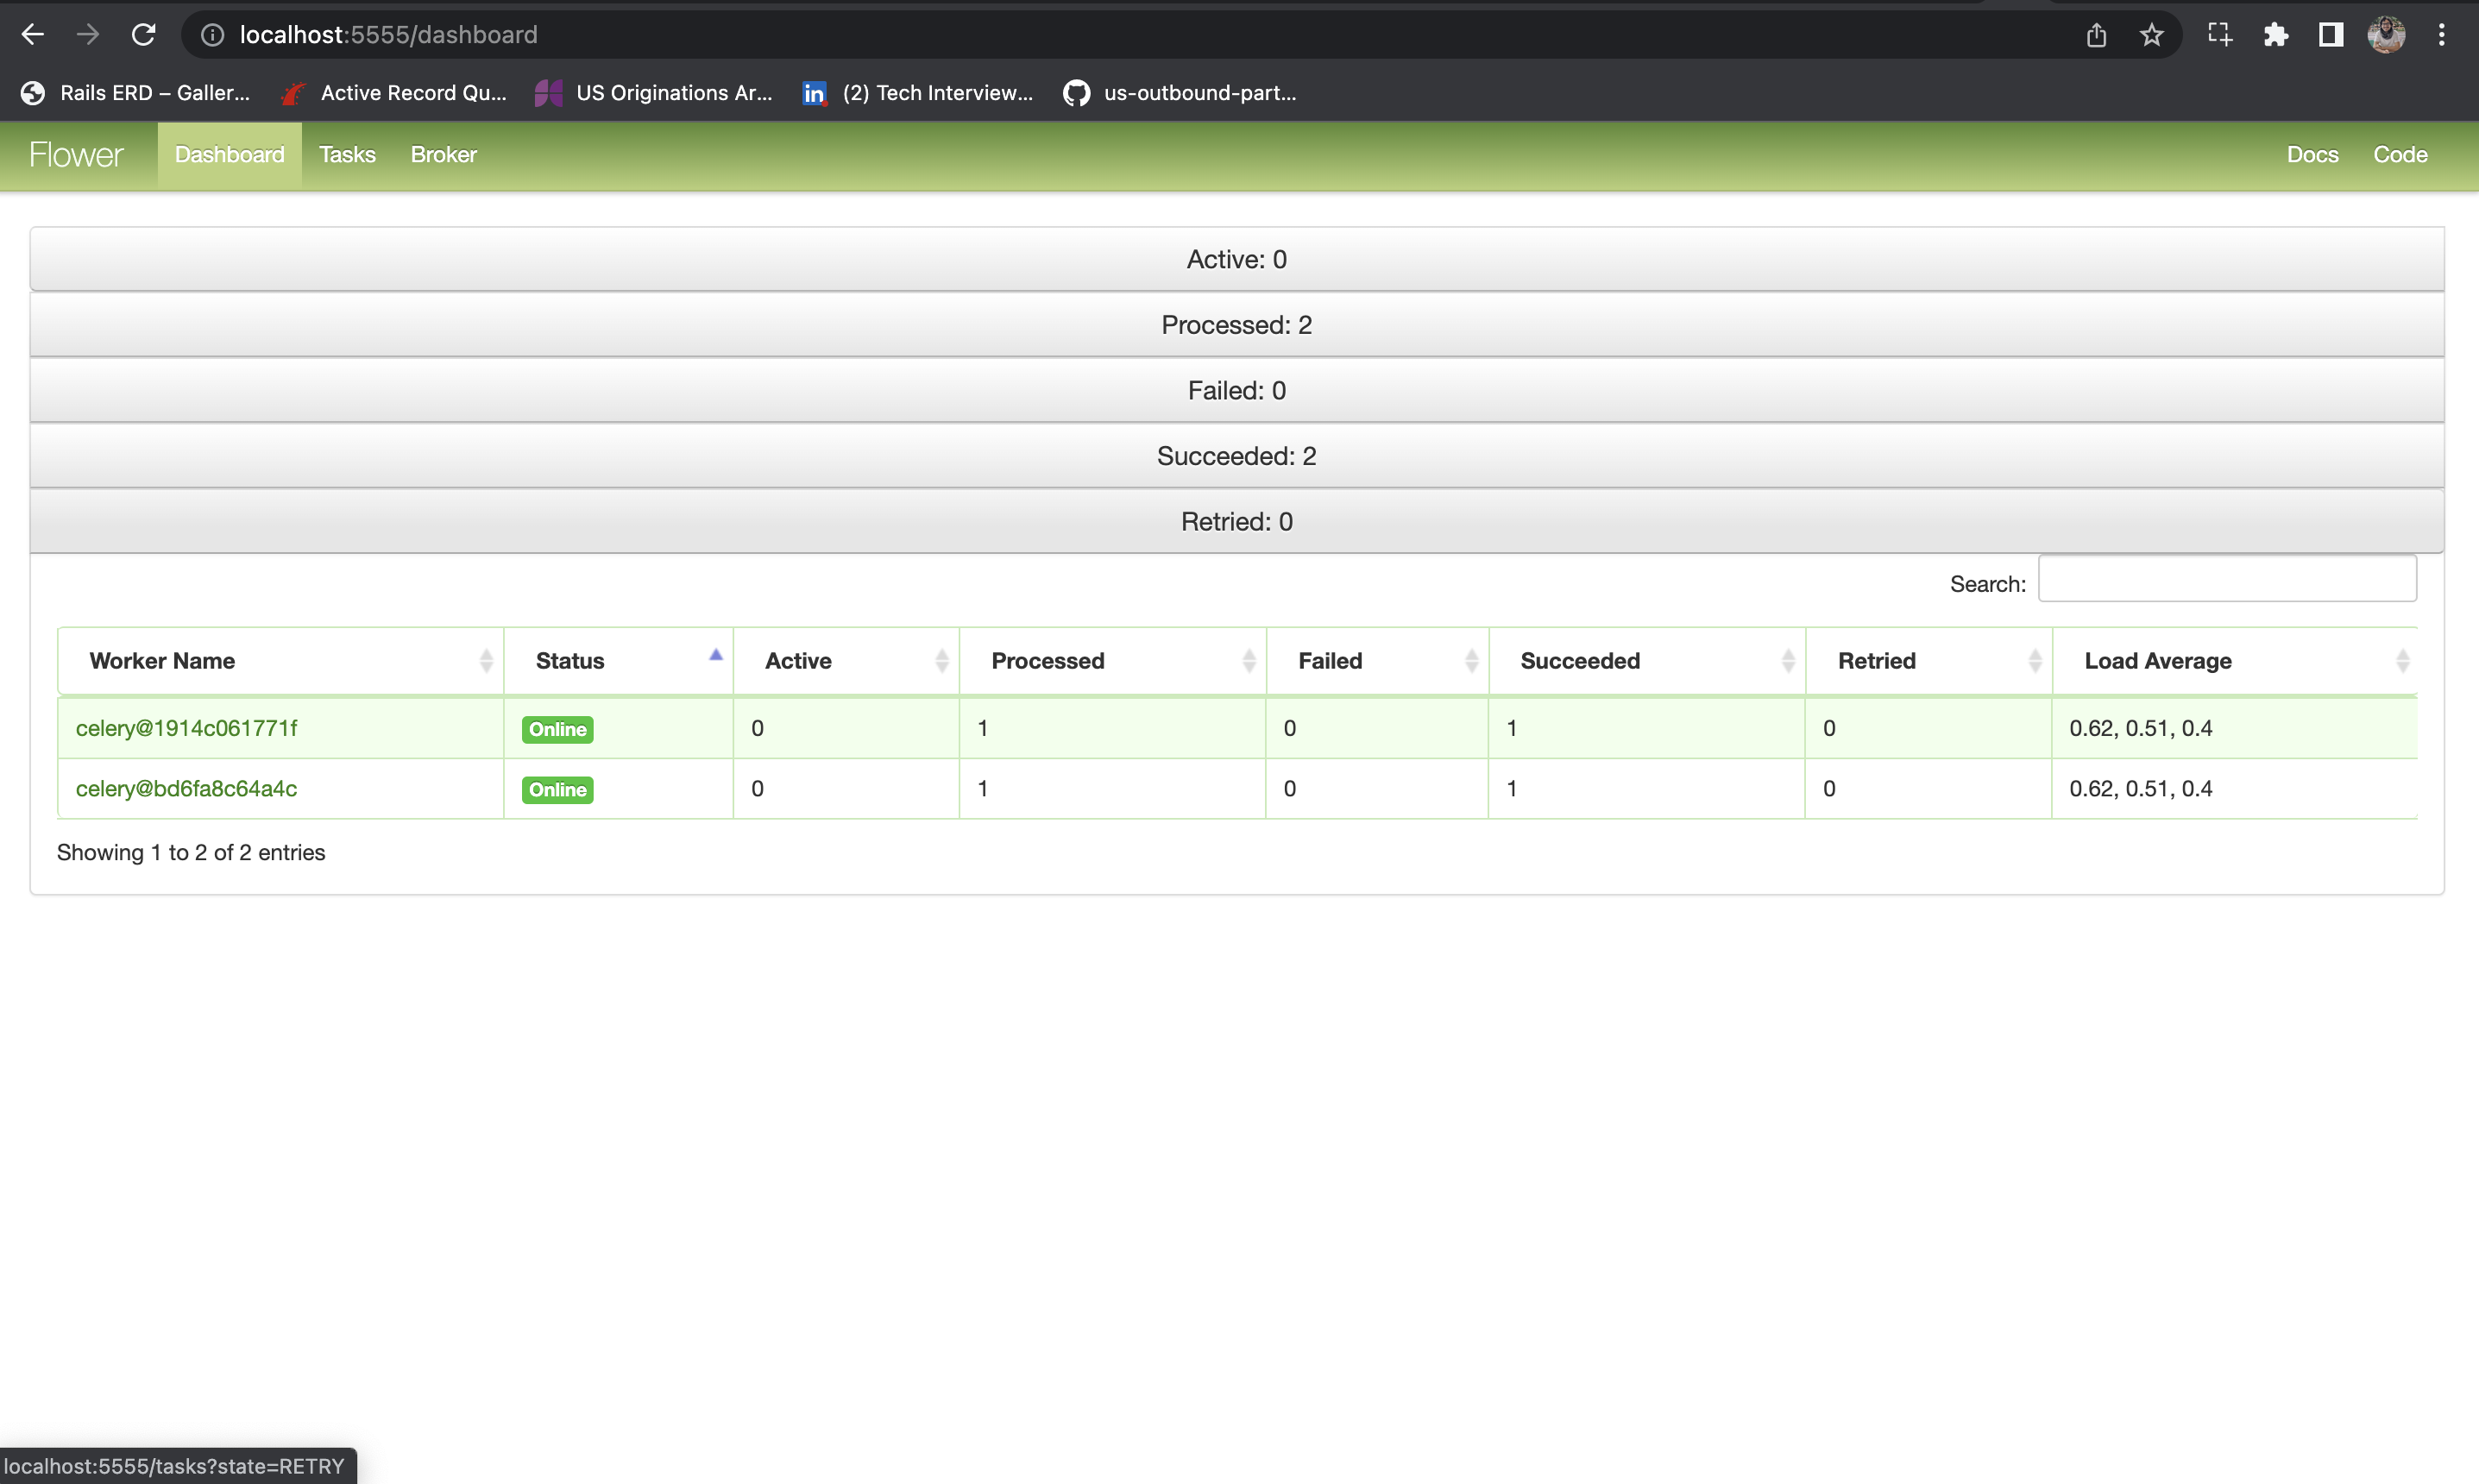 localhost:5555/dashboard
Rails ERD – Galler... Active Record Qu... US Originations Ar... in (2) Tech Interview... us-outbound-part...
Flower Dashboard Tasks Broker Docs Code
Active: 0
Processed: 2
Failed: 0
Succeeded: 2
Retried: 0
Search:
Worker Name Status Active Processed Failed Succeeded Retried Load Average
celery@1914c061771f Online 0 1 0 1 0 0.62, 0.51, 0.4
celery@bd6fa8c64a4c Online 0 1 0 1 0 0.62, 0.51, 0.4
Showing 1 to 2 of 2 entries
localhost:5555/tasks?state=RETRY